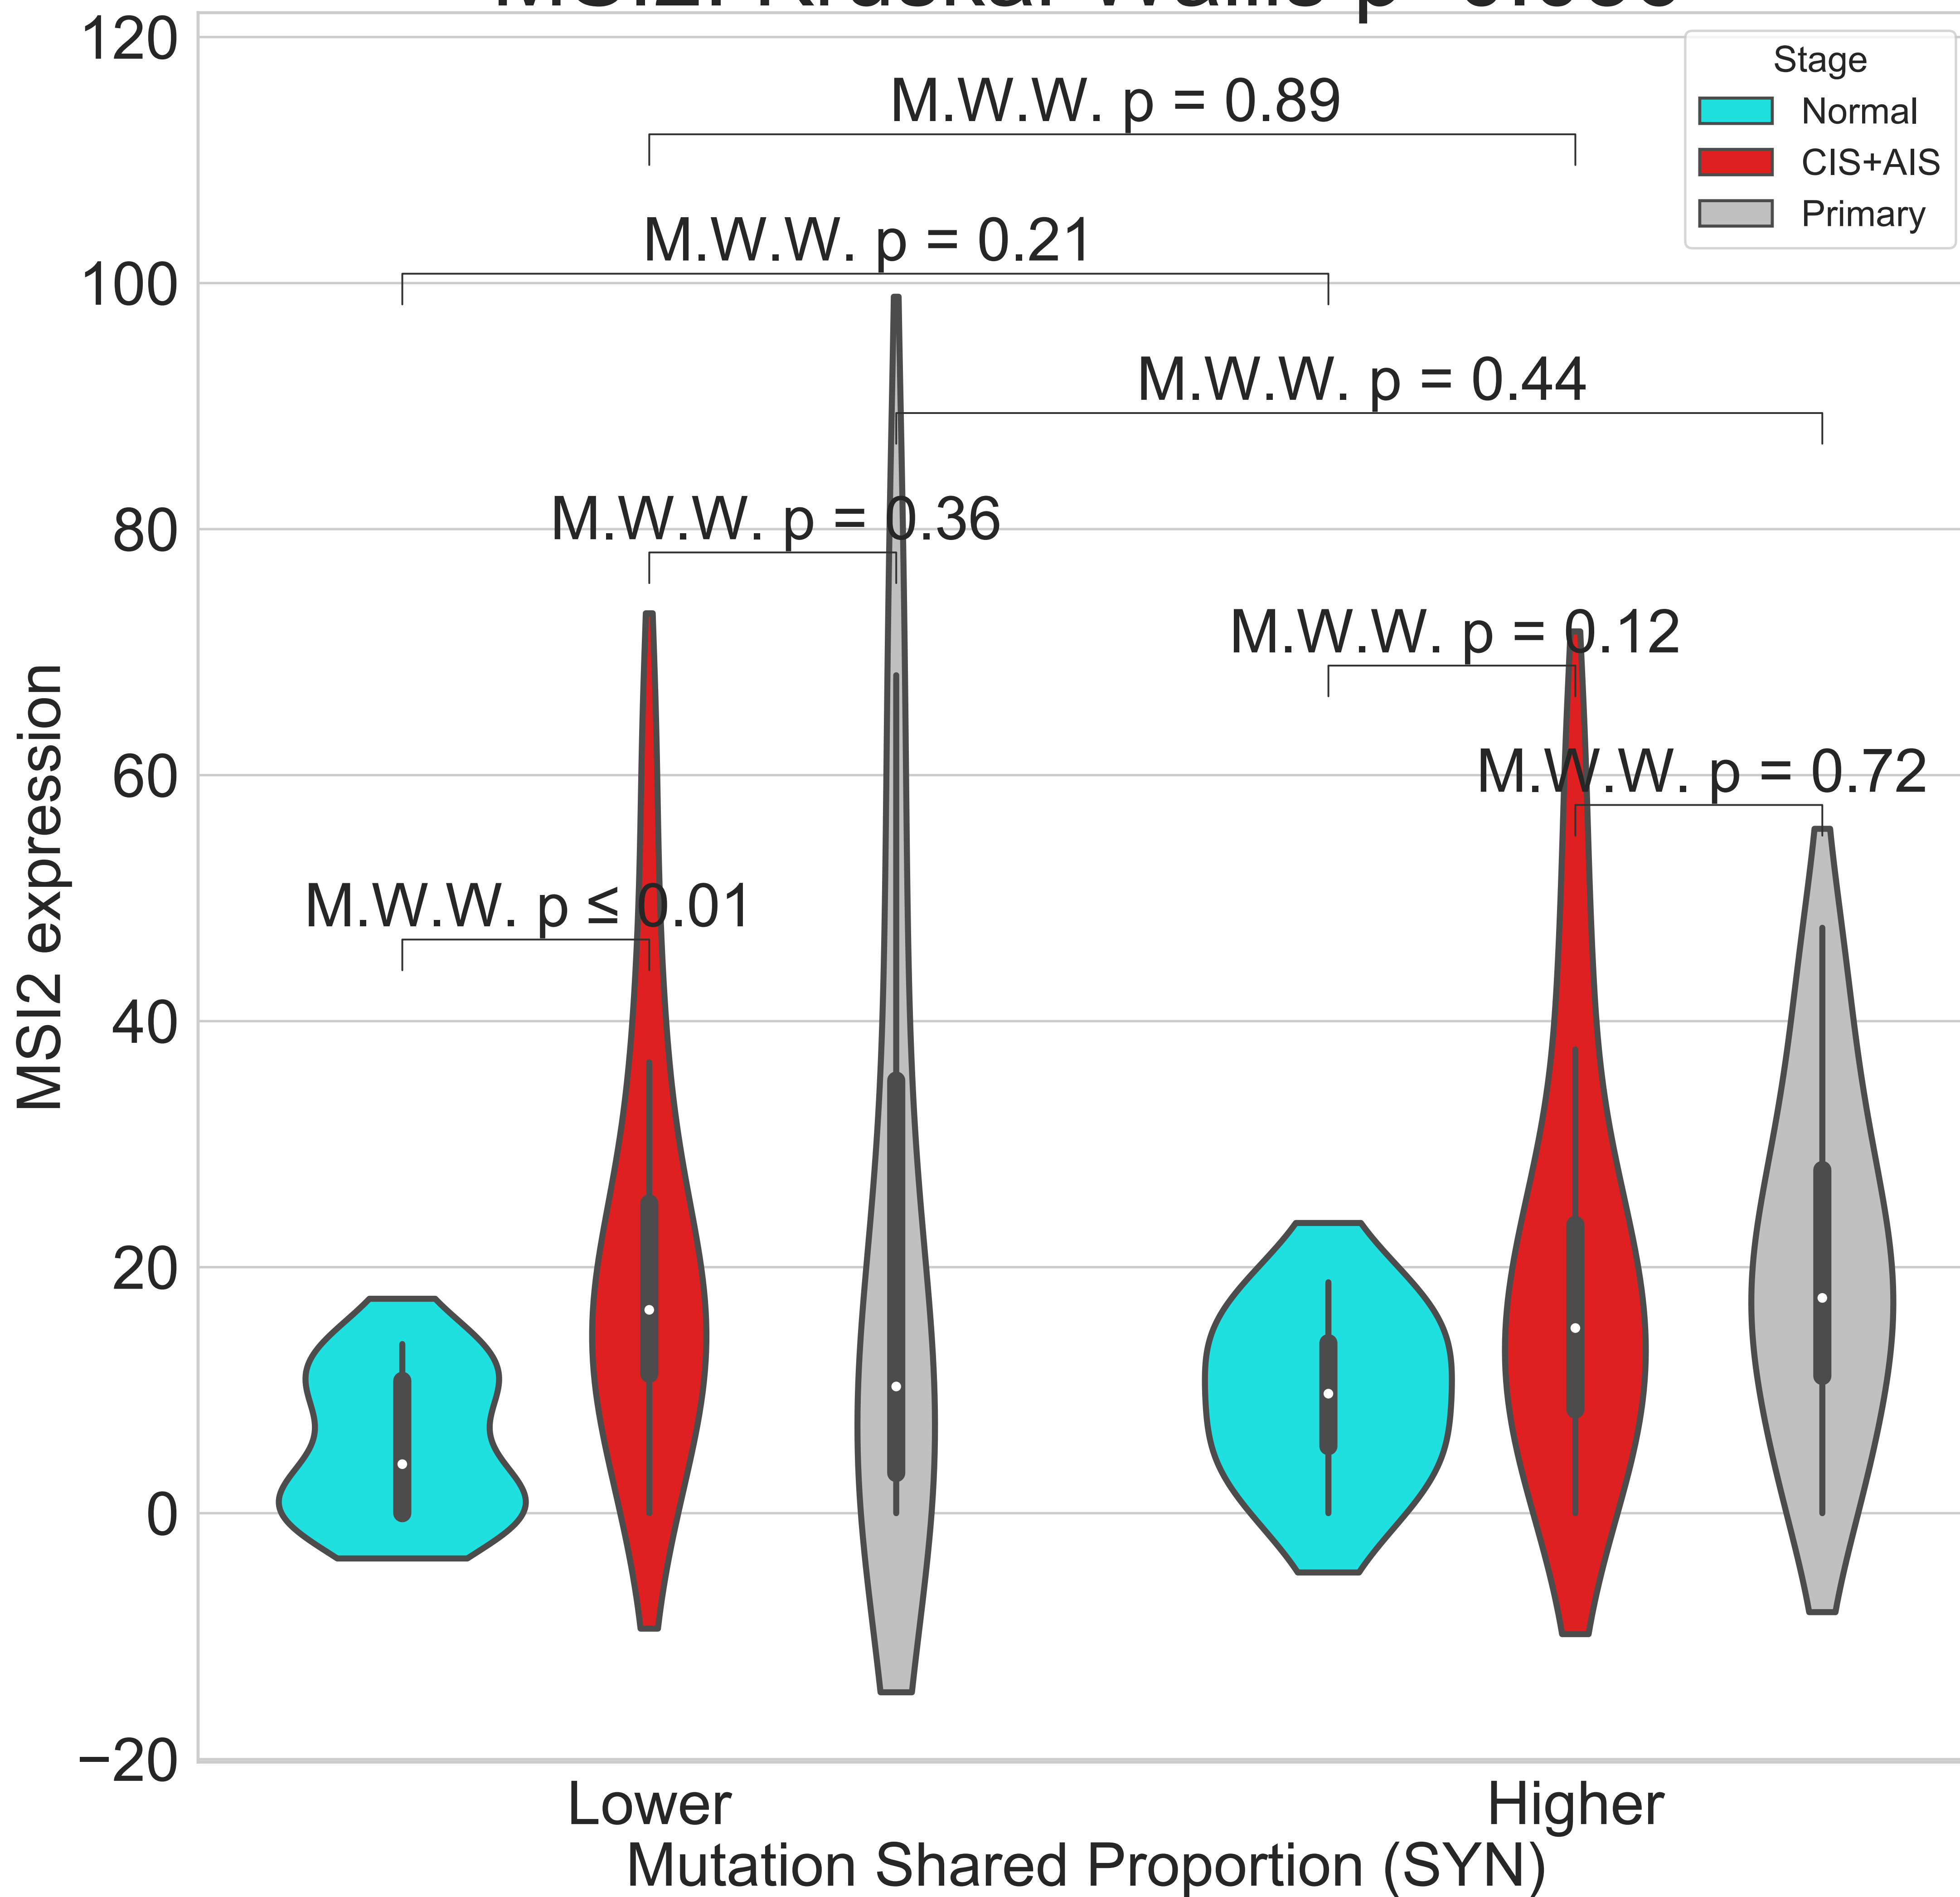 120
100
80
60
40
20
0
−20
MSI2 expression
Stage
Normal
CIS+AIS
Primary
M.W.W. p = 0.89
M.W.W. p = 0.21
M.W.W. p = 0.44
M.W.W. p = 0.36
M.W.W. p = 0.12
M.W.W. p = 0.72
M.W.W. p ≤ 0.01
Lower
Higher
Mutation Shared Proportion (SYN)